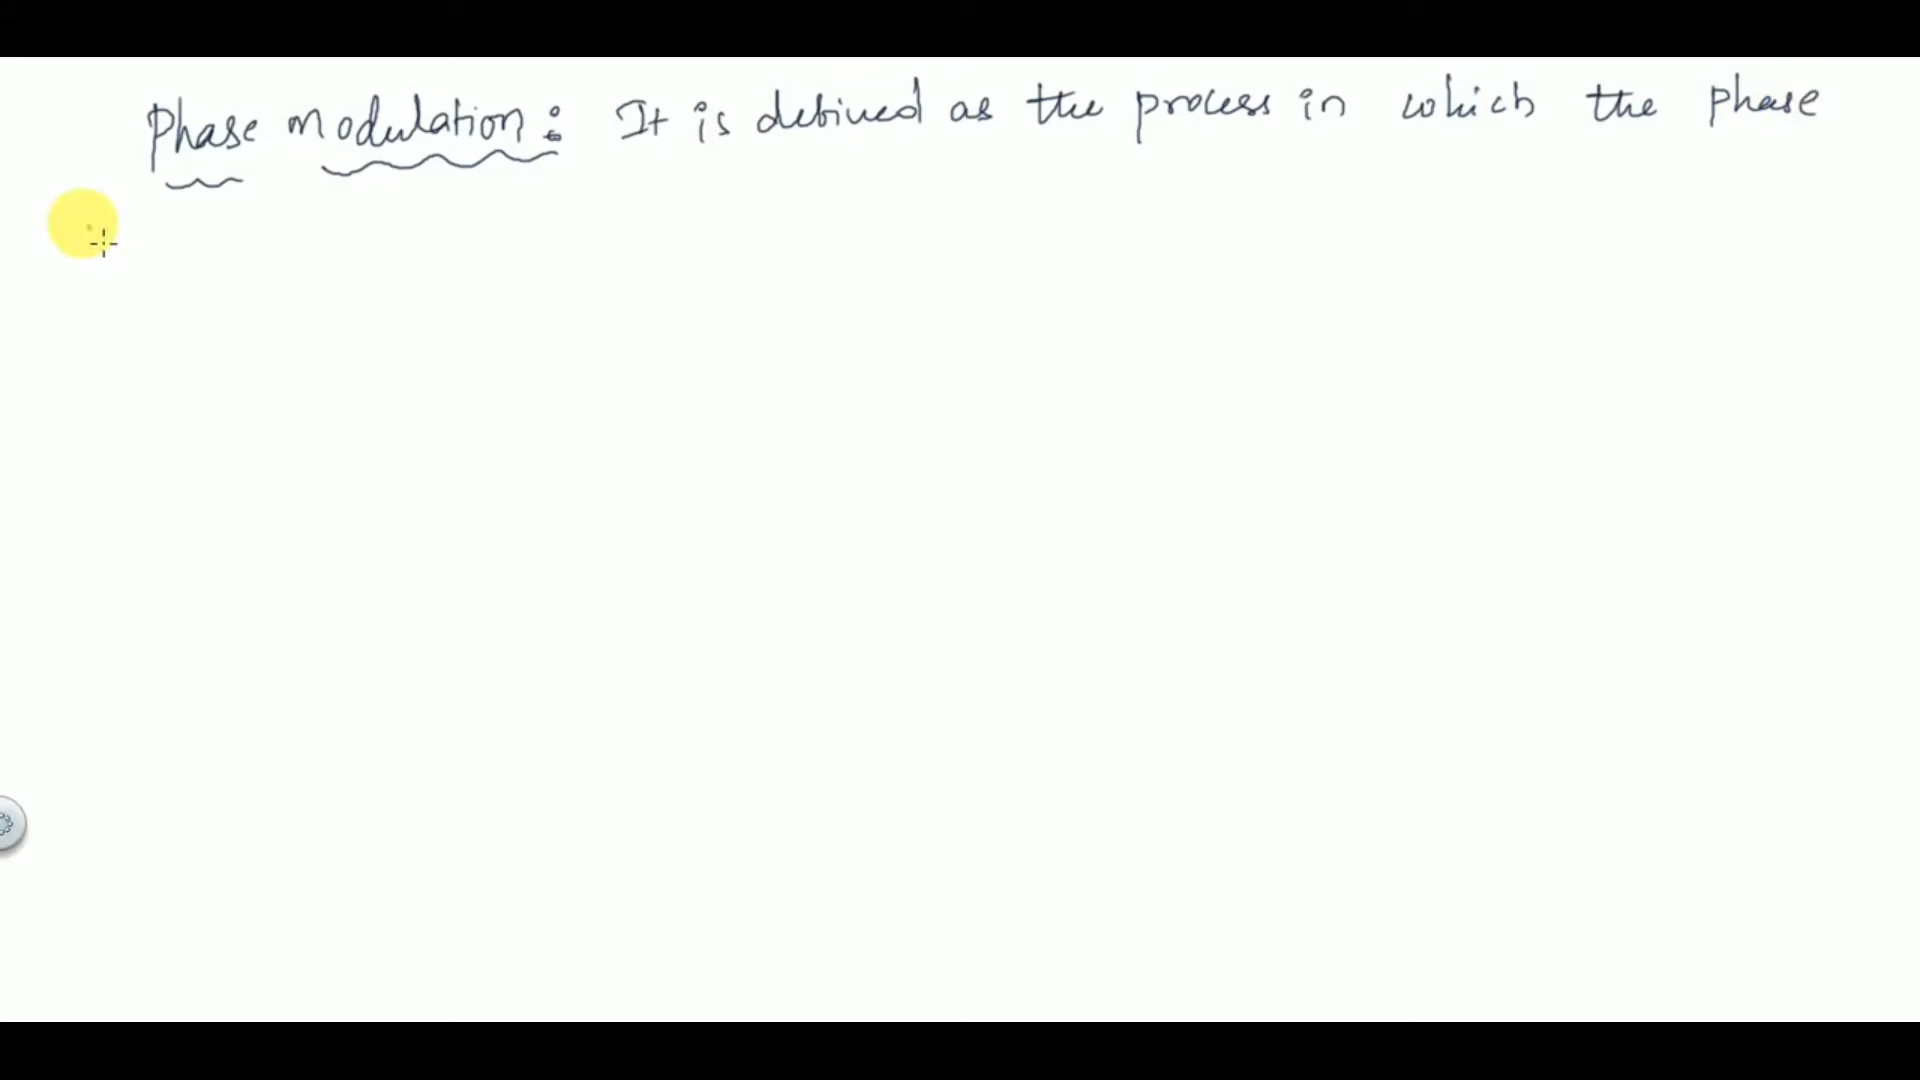 Phase modulation: It is defined as the process in which the phase